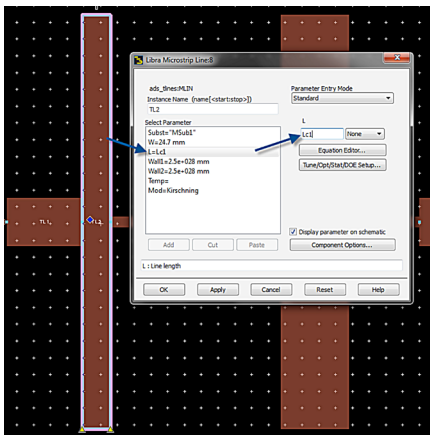 Libra Microstrip Line:8
ads_tlines:MLIN
Instance Name (name[<start:stop>])
TL2
Select Parameter
Subst="MSub1"
W=24.7 mm
L=Lc1
Wall1=2.5e+028 mm
Wall2=2.5e+028 mm
Temp=
Mod=Kirschning
Add
Cut
Paste
Parameter Entry Mode
Standard
L
Lc1
None
Equation Editor...
Tune/Opt/Stat/DOE Setup...
Display parameter on schematic
Component Options...
L : Line length
OK
Apply
Cancel
Reset
Help
TL1
TL2